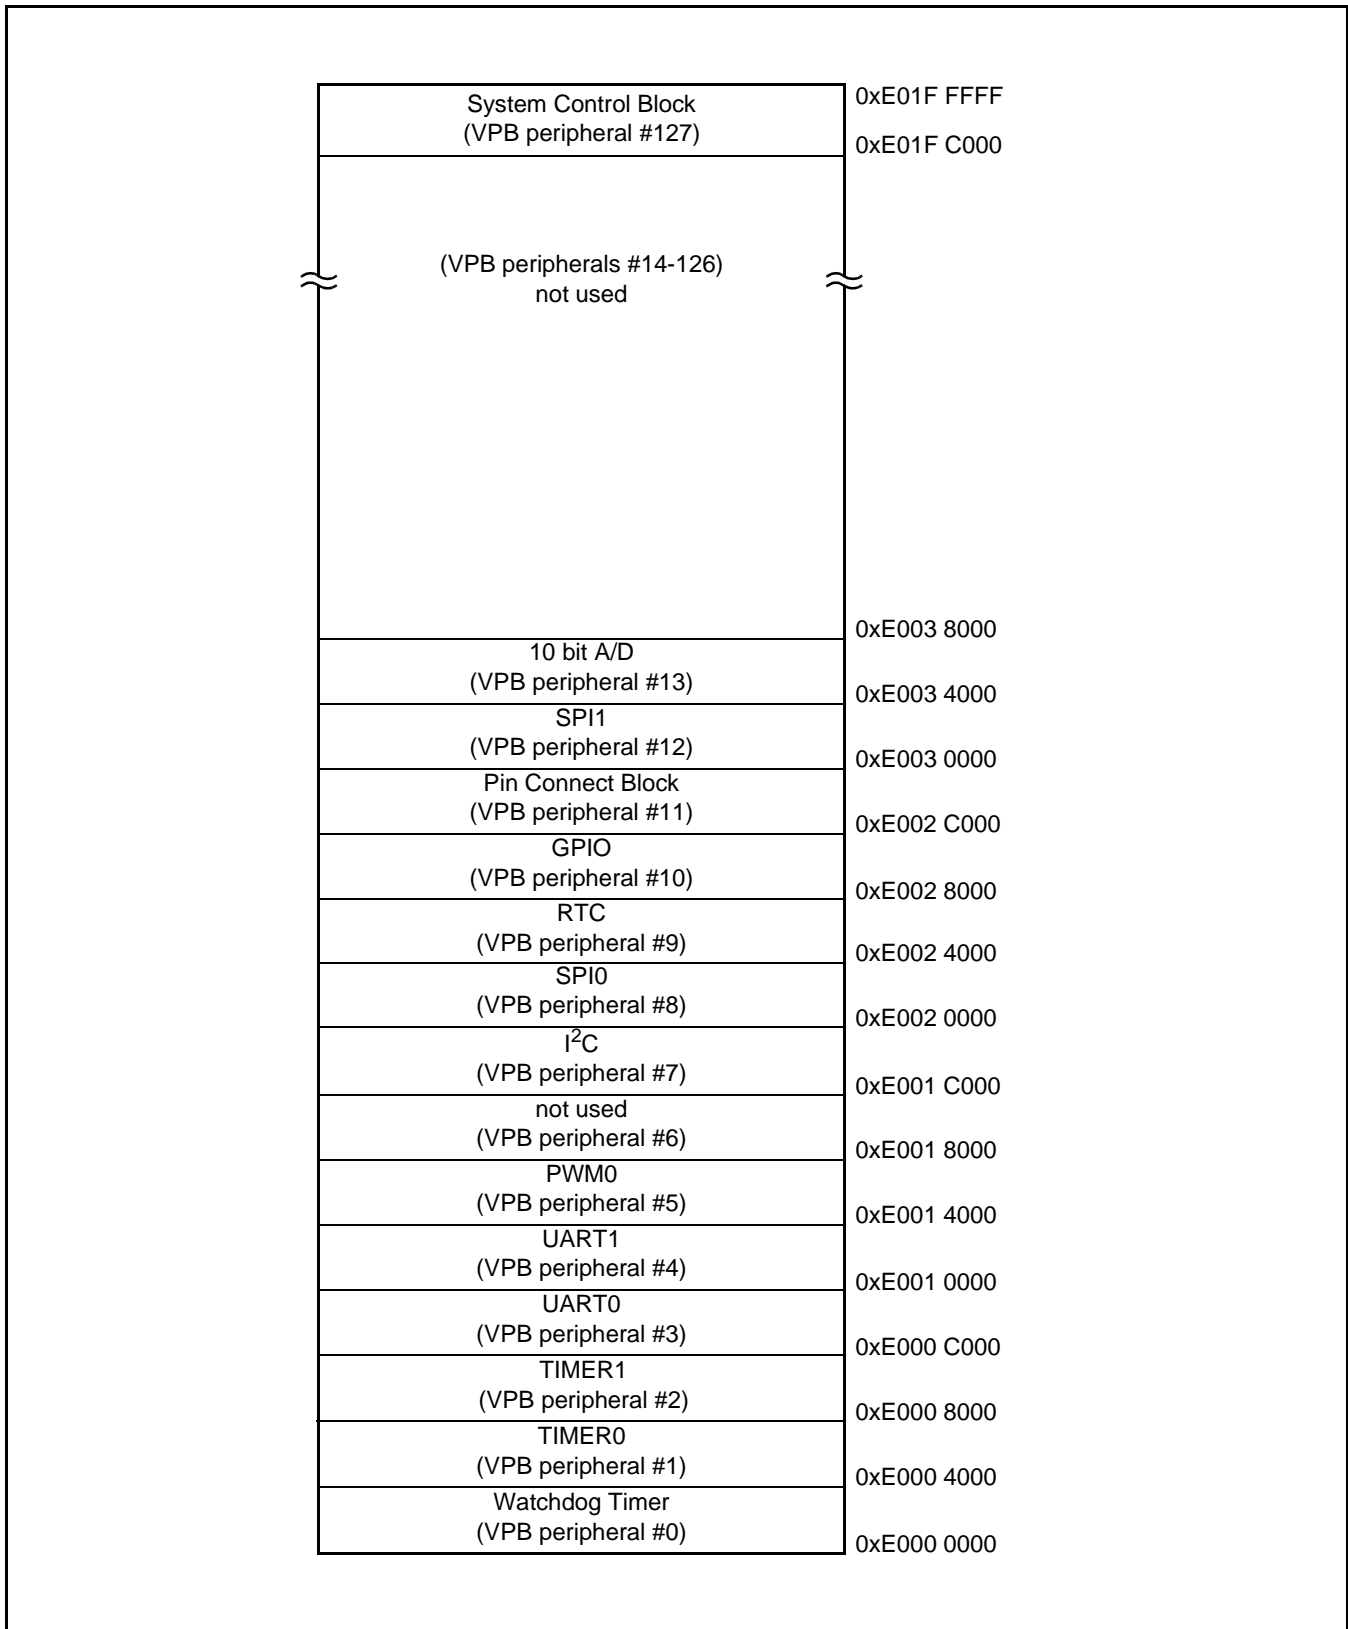 System Control Block
(VPB peripheral #127)
0xE01F FFFF
0xE01F C000
(VPB peripherals #14-126)
not used
0xE003 8000
10 bit A/D
(VPB peripheral #13)
0xE003 4000
SPI1
(VPB peripheral #12)
0xE003 0000
Pin Connect Block
(VPB peripheral #11)
0xE002 C000
GPIO
(VPB peripheral #10)
0xE002 8000
RTC
(VPB peripheral #9)
0xE002 4000
SPI0
(VPB peripheral #8)
0xE002 0000
I²C
(VPB peripheral #7)
0xE001 C000
not used
(VPB peripheral #6)
0xE001 8000
PWM0
(VPB peripheral #5)
0xE001 4000
UART1
(VPB peripheral #4)
0xE001 0000
UART0
(VPB peripheral #3)
0xE000 C000
TIMER1
(VPB peripheral #2)
0xE000 8000
TIMER0
(VPB peripheral #1)
0xE000 4000
Watchdog Timer
(VPB peripheral #0)
0xE000 0000